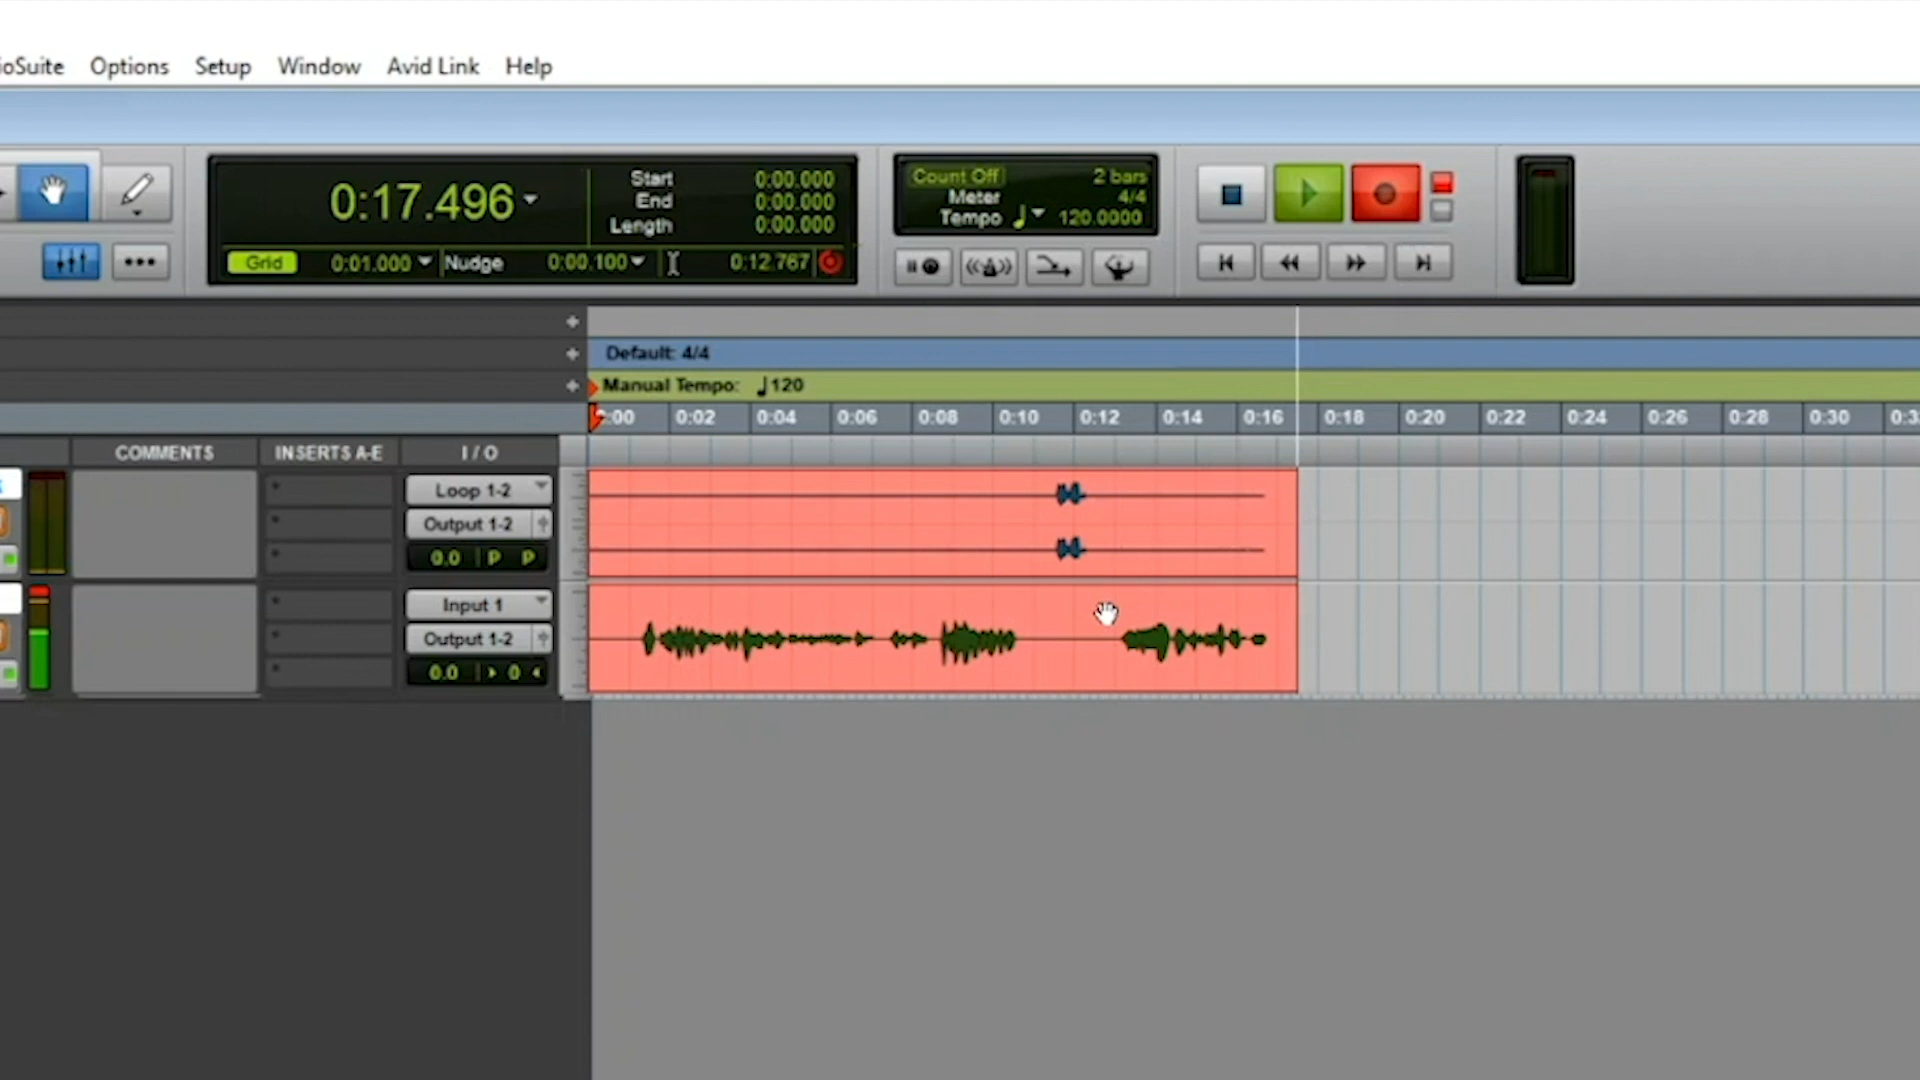 ioSuite Options Setup Window Avid Link Help
0:17.496
Start 0:00.000
End 0:00.000
Length 0:00.000
Grid 0:01.000 Nudge 0:00.100 0:12.767
Count Off 2 bars
Meter 4/4
Tempo 120.0000
Default: 4/4
Manual Tempo: ♩120
0:00 0:02 0:04 0:06 0:08 0:10 0:12 0:14 0:16 0:18 0:20 0:22 0:24 0:26 0:28 0:30 0:3
COMMENTS INSERTS A-E I / O
Loop 1-2
Output 1-2
0.0 P P
Input 1
Output 1-2
0.0 0